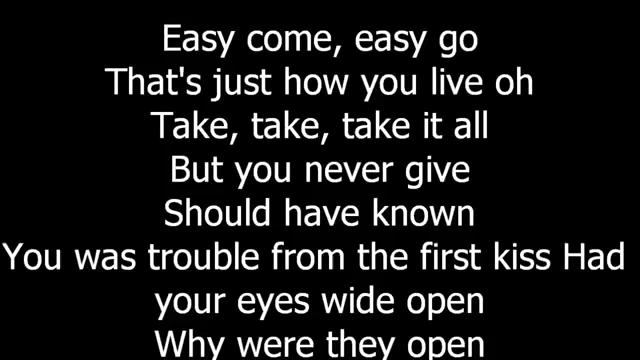 Easy come, easy go
That's just how you live oh
Take, take, take it all
But you never give
Should have known
You was trouble from the first kiss Had
your eyes wide open
Why were they open